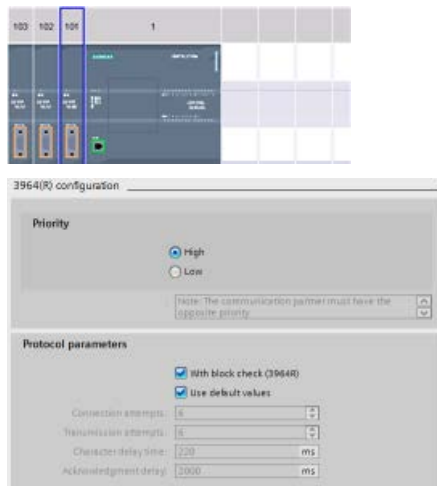 103 102 101 1
SIEMENS
3964(R) configuration
Priority
High
Low
Note: The communication partner must have the
opposite priority
Protocol parameters
With block check (3964R)
Use default values
Connection attempts: 6
Transmission attempts: 6
Character delay time: 220 ms
Acknowledgment delay: 2000 ms